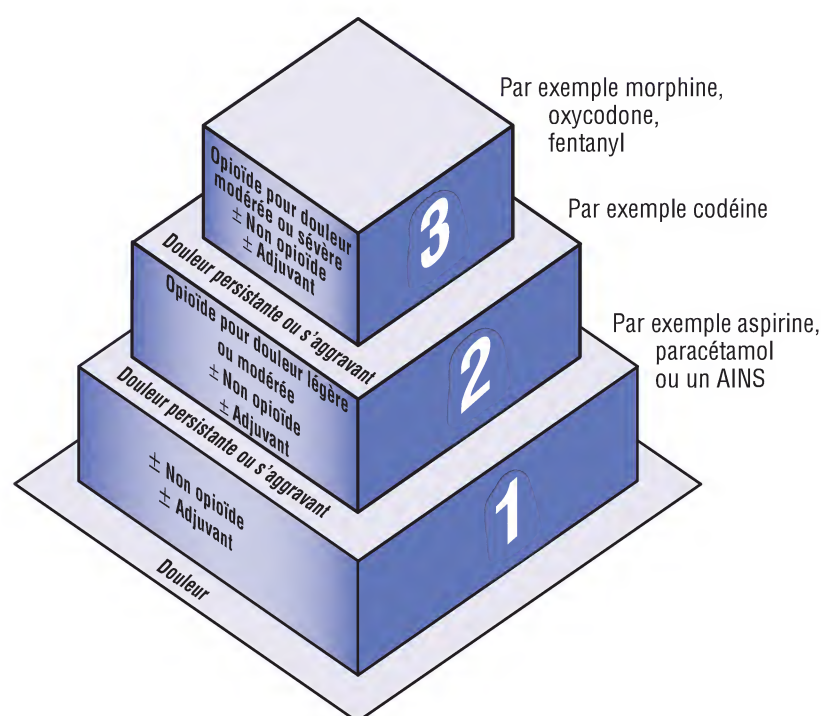 Par exemple morphine,
oxycodone,
fentanyl
Opioïde pour douleur
modérée ou sévère
± Non opioïde
± Adjuvant
3
Par exemple codéine
Douleur persistante ou s'aggravant
Opioïde pour douleur légère
ou modérée
± Non opioïde
± Adjuvant
2
Par exemple aspirine,
paracétamol
ou un AINS
Douleur persistante ou s'aggravant
± Non opioïde
± Adjuvant
1
Douleur